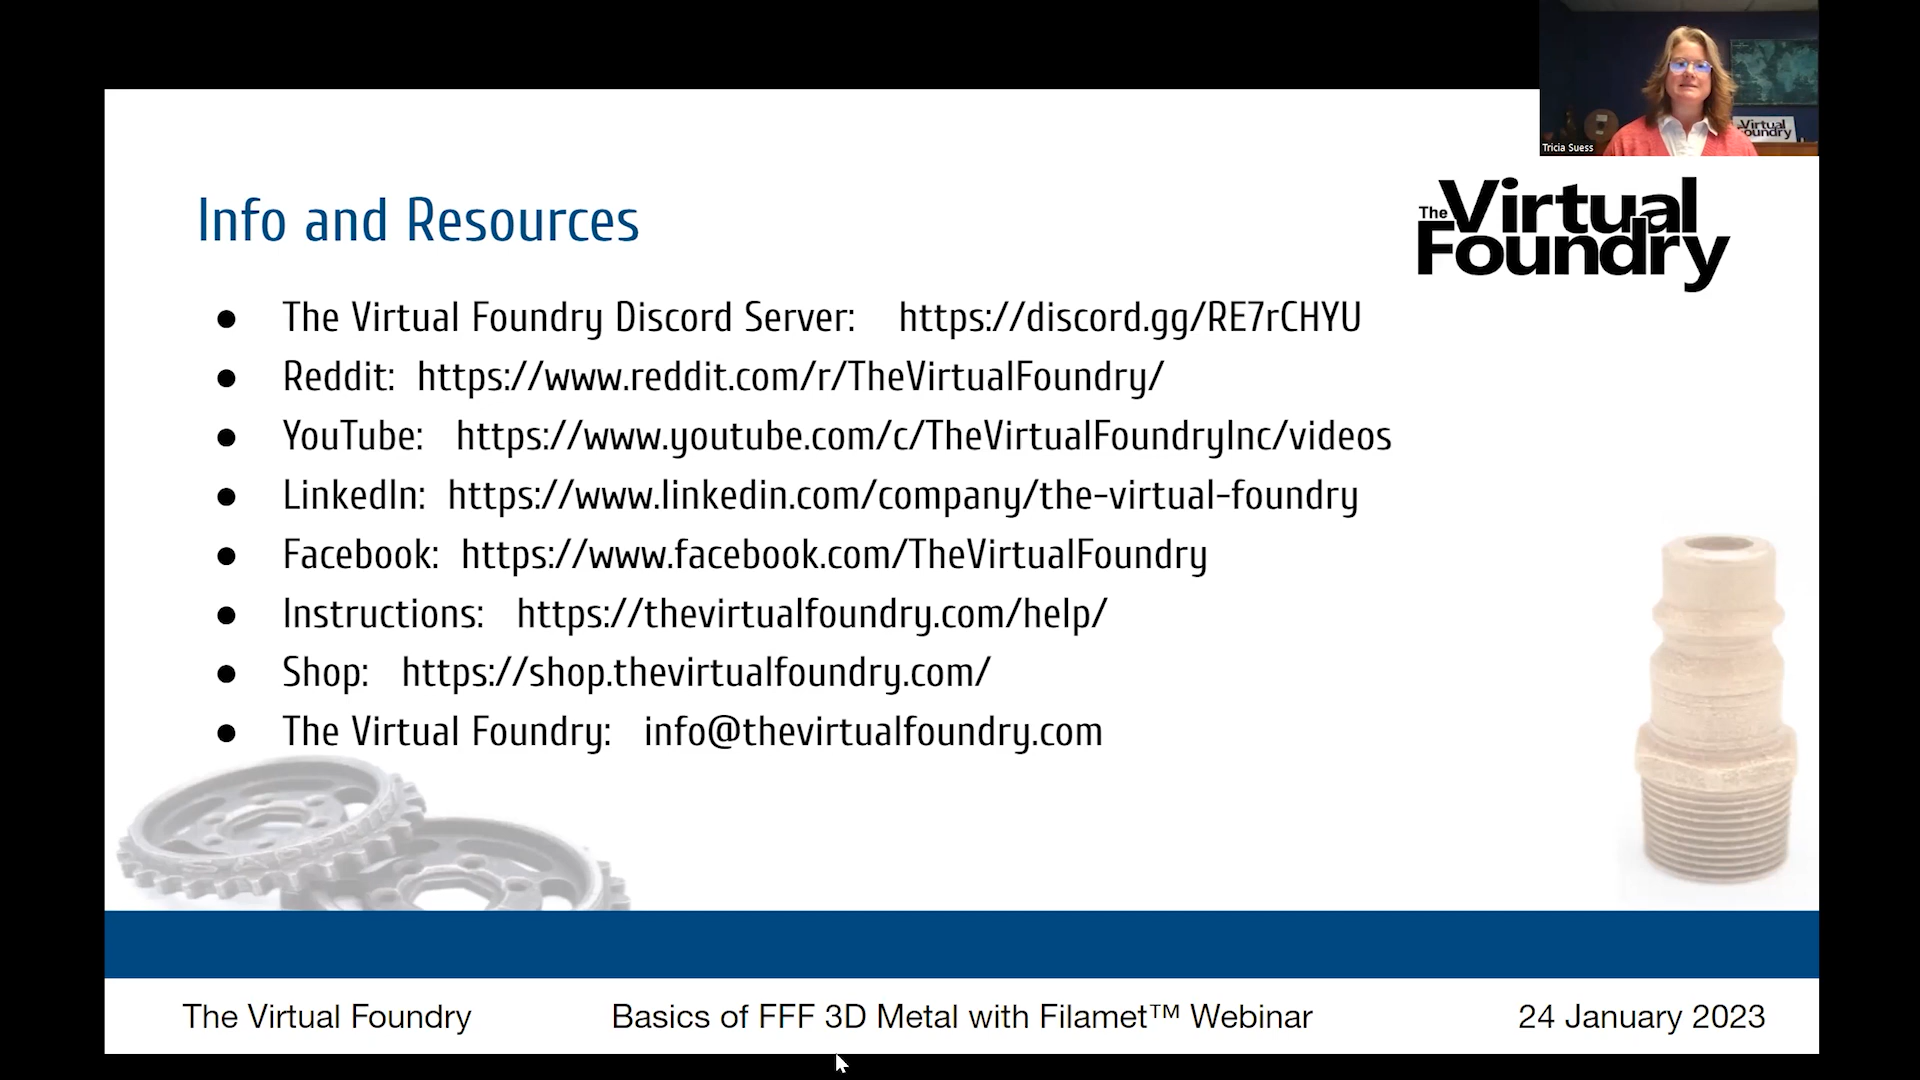 Virtual
Foundry
Tricia Suess
The Virtual
Foundry
Info and Resources
● The Virtual Foundry Discord Server: https://discord.gg/RE7rCHYU
● Reddit: https://www.reddit.com/r/TheVirtualFoundry/
● YouTube: https://www.youtube.com/c/TheVirtualFoundryInc/videos
● LinkedIn: https://www.linkedin.com/company/the-virtual-foundry
● Facebook: https://www.facebook.com/TheVirtualFoundry
● Instructions: https://thevirtualfoundry.com/help/
● Shop: https://shop.thevirtualfoundry.com/
● The Virtual Foundry: info@thevirtualfoundry.com
The Virtual Foundry Basics of FFF 3D Metal with Filamet™ Webinar 24 January 2023